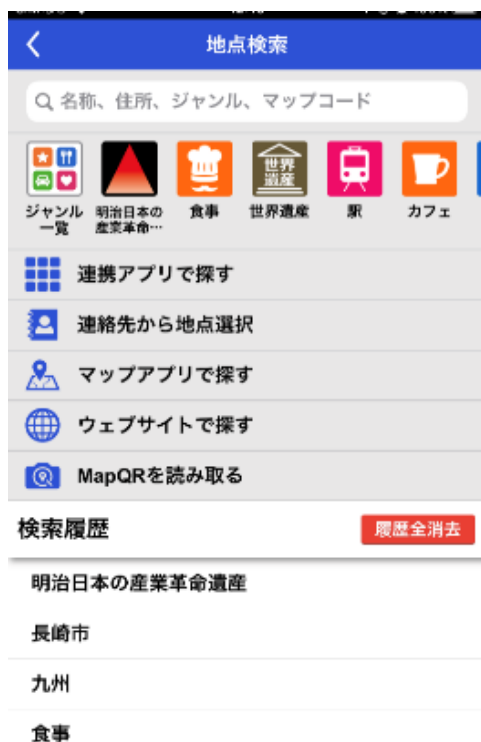 地点検索
名称、住所、ジャンル、マップコード
世界
遺産
ジャンル
一覧
明治日本の
産業革命…
食事
世界遺産
駅
カフェ
連携アプリで探す
連絡先から地点選択
マップアプリで探す
ウェブサイトで探す
MapQRを読み取る
検索履歴
履歴全消去
明治日本の産業革命遺産
長崎市
九州
食事